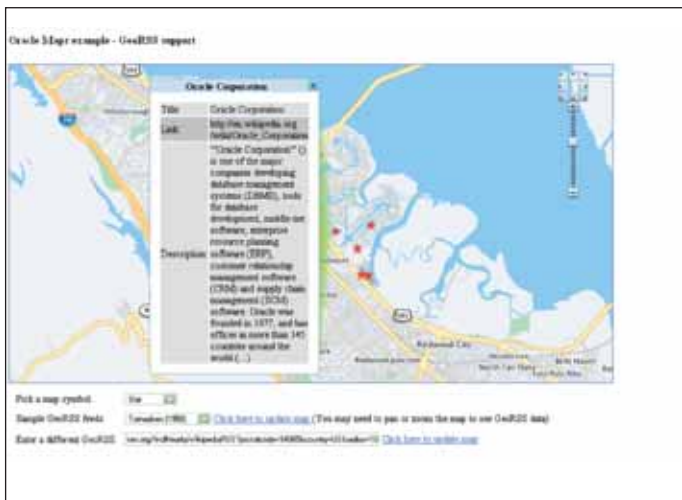 Oracle Maps example - GeoRSS support
Oracle Corporation
Title Oracle Corporation
Link http://en.wikipedia.org
/wiki/Oracle_Corporation
Description
"'Oracle Corporation'" ()
is one of the major
companies developing
database management
systems (DBMS), tools
for database
development, middle-tier
software, enterprise
resource planning
software (ERP),
customer relationship
management software
(CRM) and supply chain
management (SCM)
software. Oracle was
founded in 1977, and has
offices in more than 145
countries around the
world (...)
Redwood City
North Fair Oaks
Pick a map symbol: Star
Sample GeoRSS feeds: Tornadoes (1980) Click here to update map (You may need to pan or zoom the map to see GeoRSS data)
Enter a different GeoRSS: Click here to update map